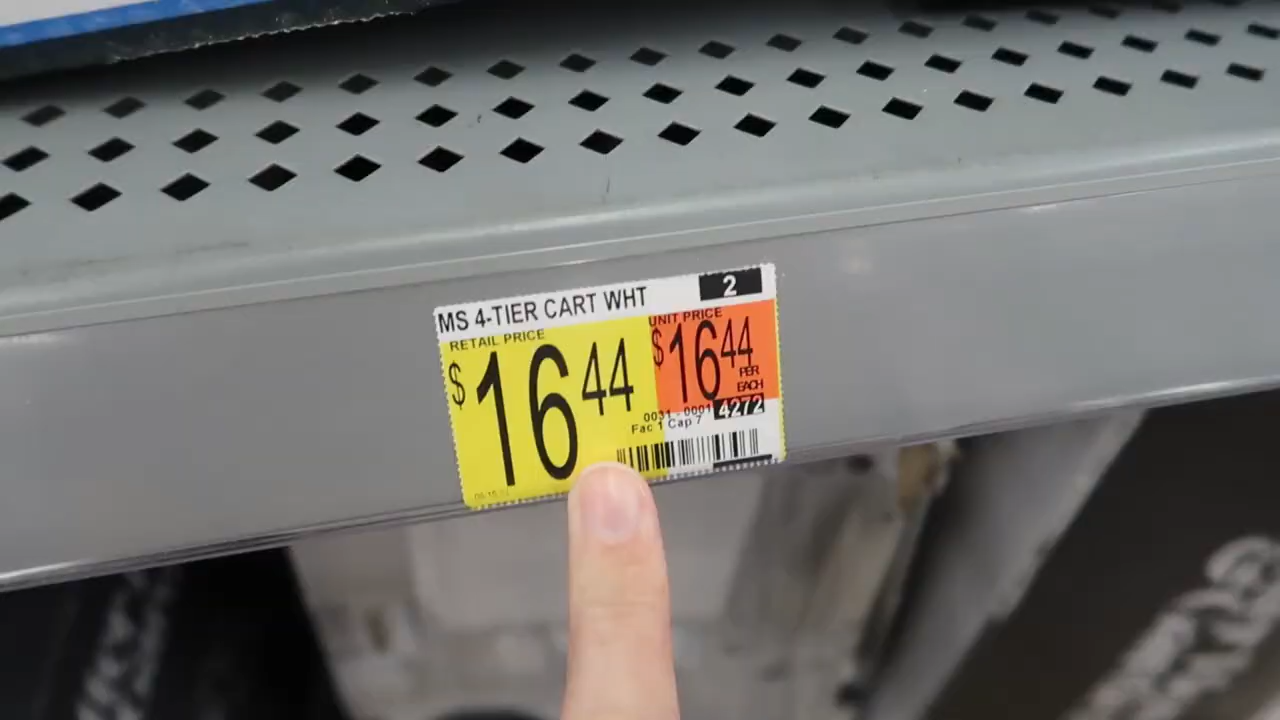 MS 4-TIER CART WHT
2
RETAIL PRICE
$16 44
UNIT PRICE
$16 44
PER
EACH
0031 - 0001 4272
Fac 1 Cap 7